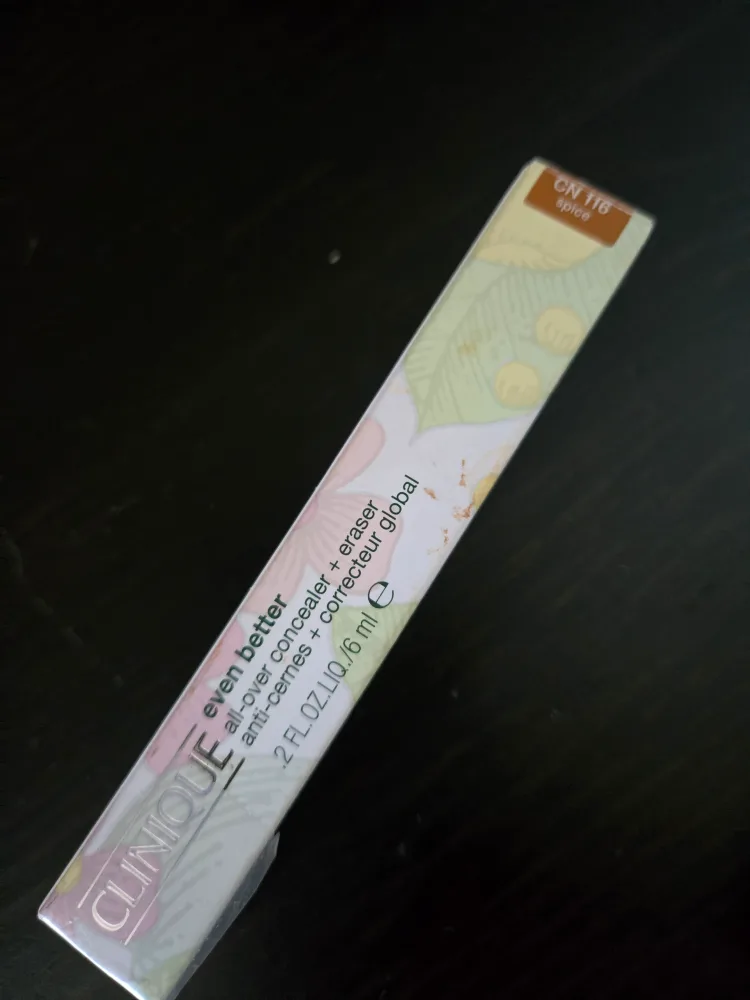 CN 116
spice
CLINIQUE
even better
all-over concealer + eraser
anti-cernes + correcteur global
.2 FL.OZ.LIQ./6 ml ℮